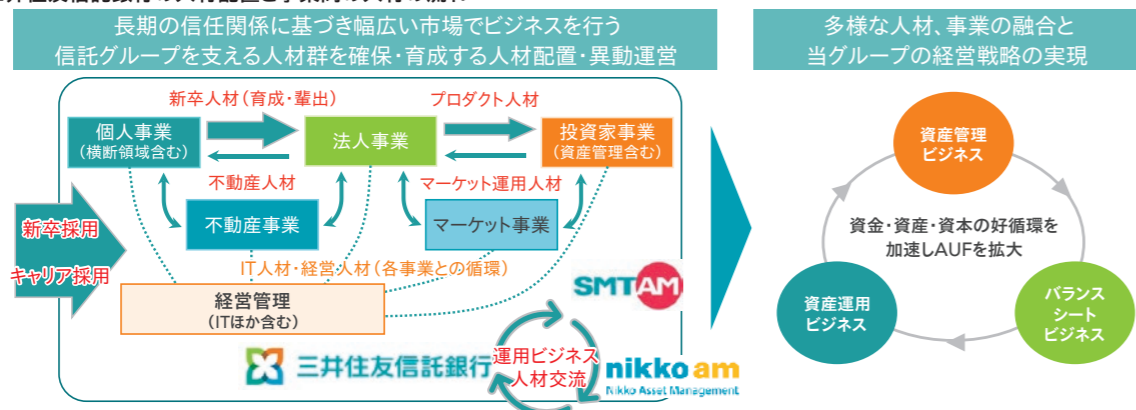 長期の信任関係に基づき幅広い市場でビジネスを行う
信託グループを支える人材群を確保・育成する人材配置・異動運営
新卒人材(育成・輩出)
プロダクト人材
個人事業
(横断領域含む)
法人事業
投資家事業
(資産管理含む)
不動産人材
マーケット運用人材
不動産事業
マーケット事業
新卒採用
キャリア採用
IT人材・経営人材(各事業との循環)
経営管理
(ITほか含む)
SMTAM
三井住友信託銀行
運用ビジネス
人材交流
nikko am
Nikko Asset Management
多様な人材、事業の融合と
当グループの経営戦略の実現
資産管理
ビジネス
資金・資産・資本の好循環を
加速しAUFを拡大
資産運用
ビジネス
バランス
シート
ビジネス